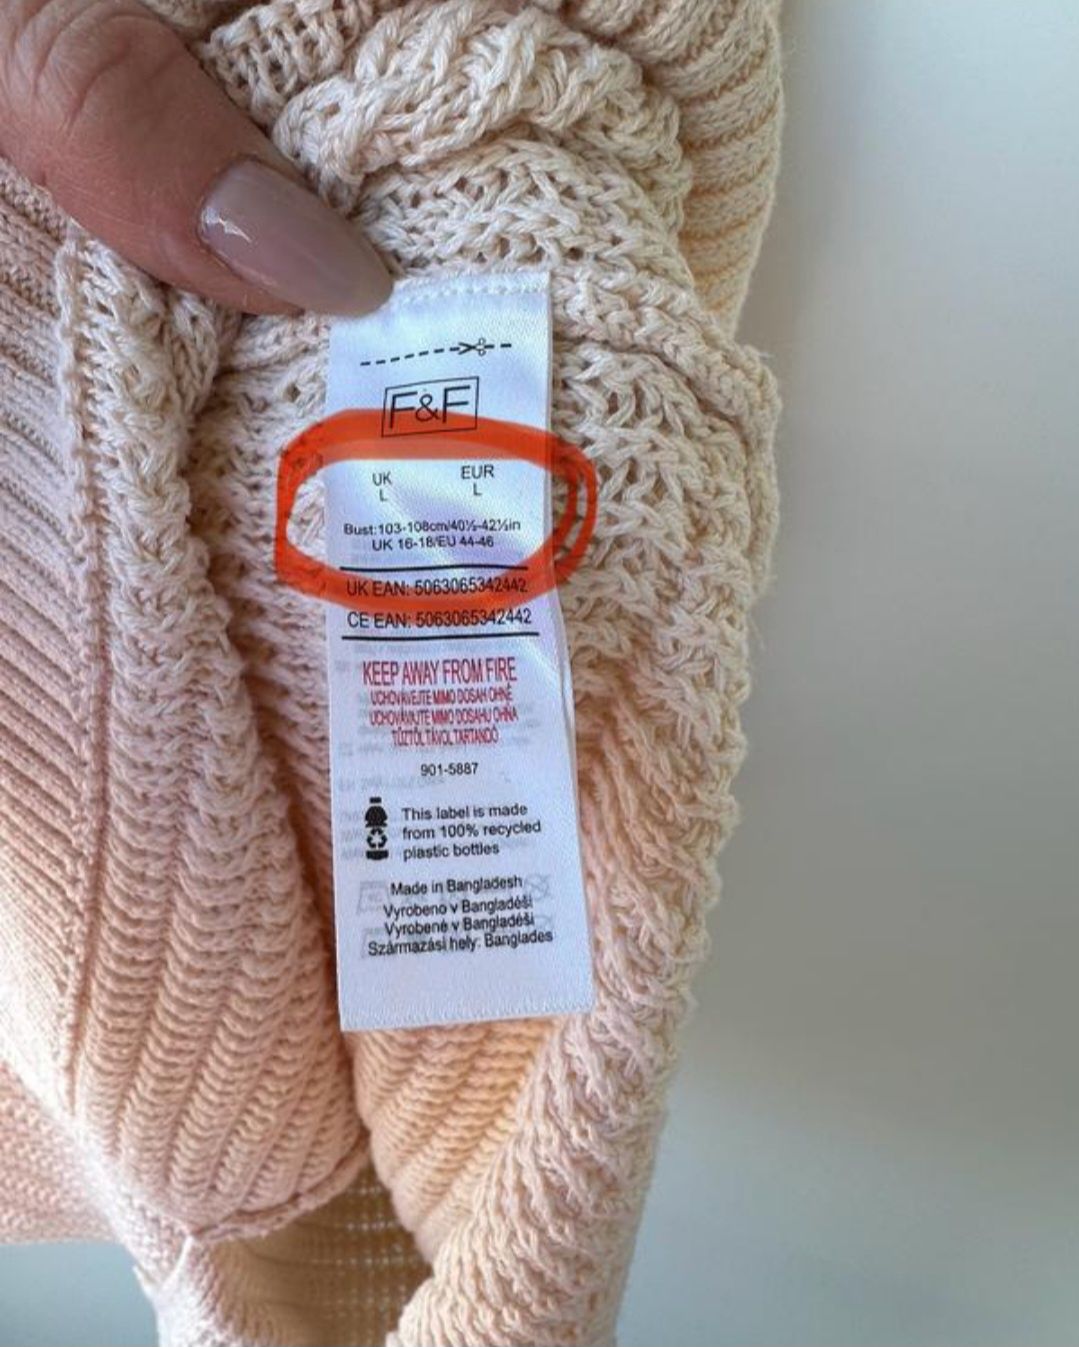 F&F
UK EUR
L L
Bust:103-108cm/40½-42½in
UK 16-18/EU 44-46
UK EAN: 5063065342442
CE EAN: 5063065342442
KEEP AWAY FROM FIRE
UCHOVÁVEJTE MIMO DOSAH OHNĚ
UCHOVÁVAJTE MIMO DOSAHU OHŇA
TŰZTŐL TÁVOL TARTANDÓ
901-5887
This label is made
from 100% recycled
plastic bottles
Made in Bangladesh
Vyrobeno v Bangladéši
Vyrobené v Bangladéši
Származási hely: Banglades